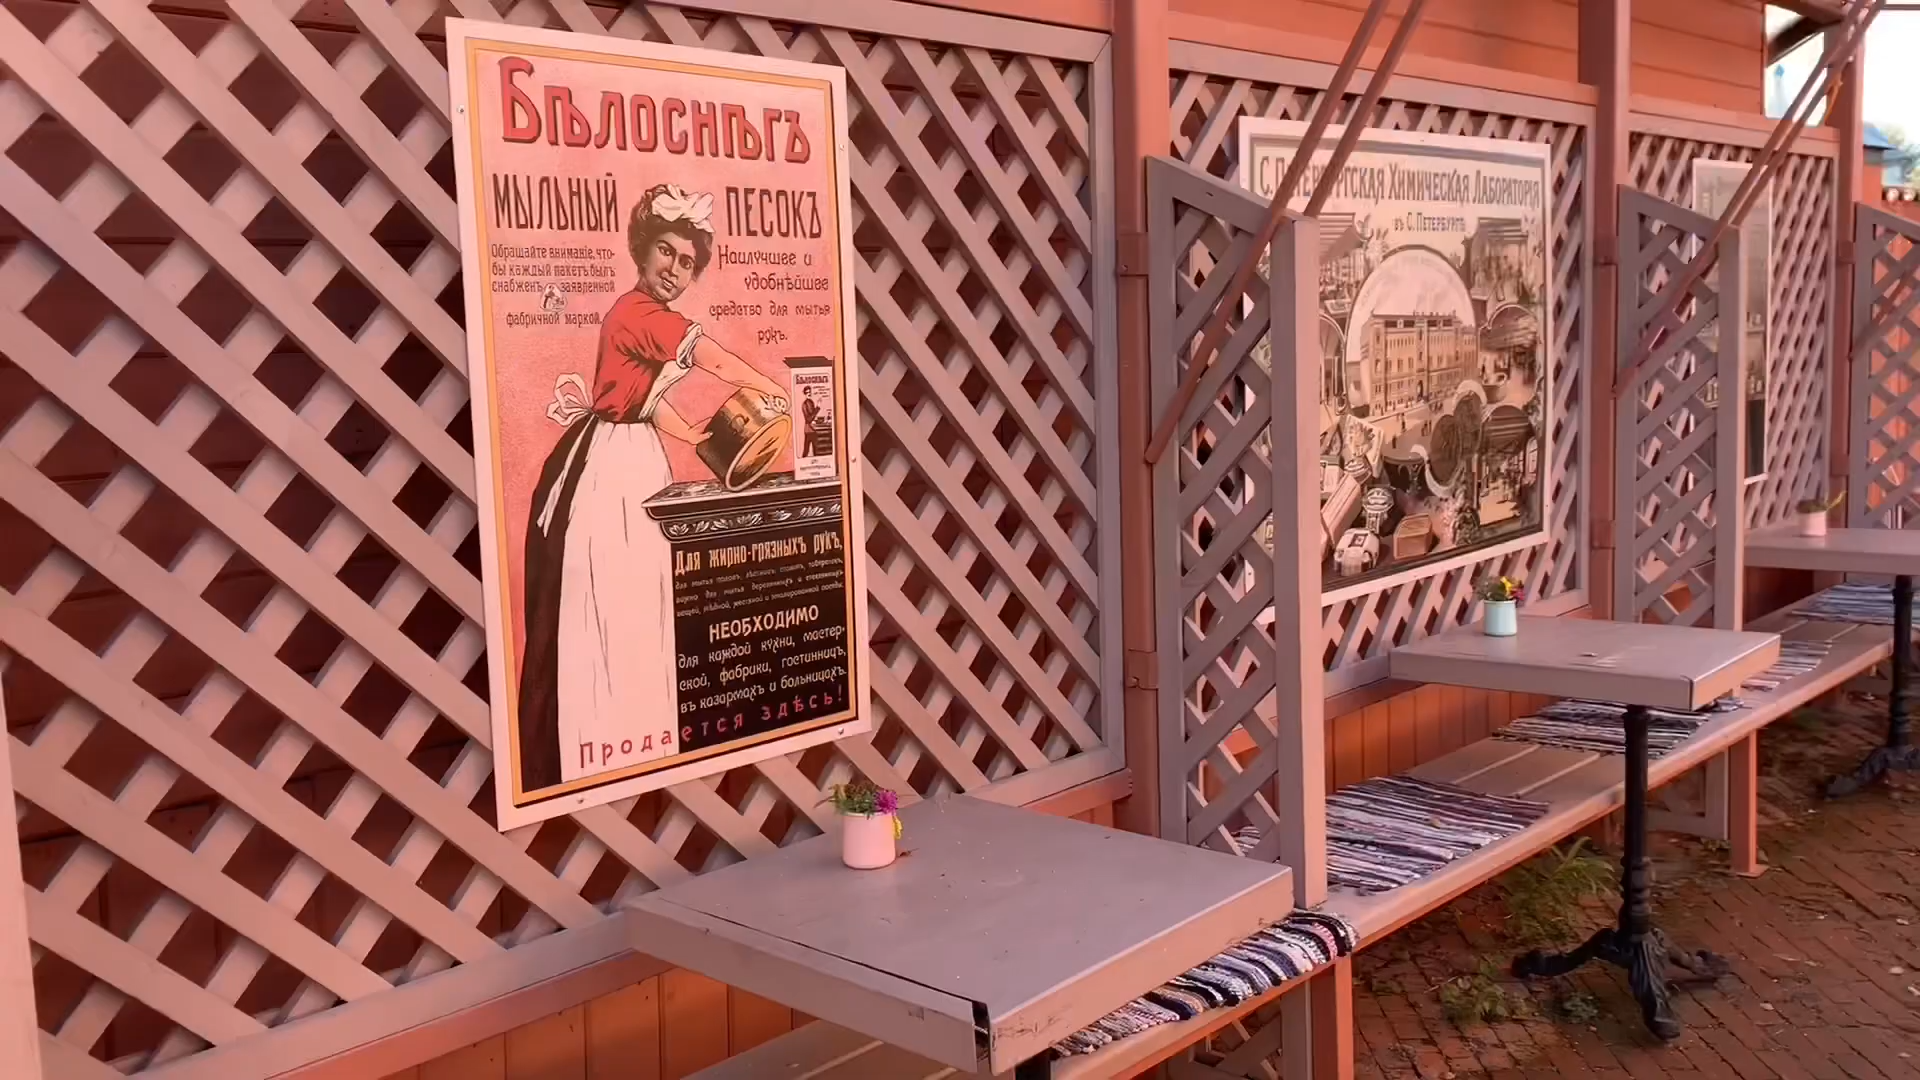 Бѣлоснѣгъ
мыльный песокъ
Обращайте вниманіе, что-
бы каждый пакетъ былъ
снабженъ заявленной
фабричной маркой.
Наилучшее и
удобнѣйшее
средство для мытья
рукъ.
Бѣлоснѣгъ
Для жирно-грязныхъ рукъ,
НЕОБХОДИМО
для каждой кухни, мастер-
ской, фабрики, гостинницъ,
въ казармахъ и больницахъ.
Продается здѣсь!
С. Петербургская Химическая Лабораторія
въ С. Петербургѣ